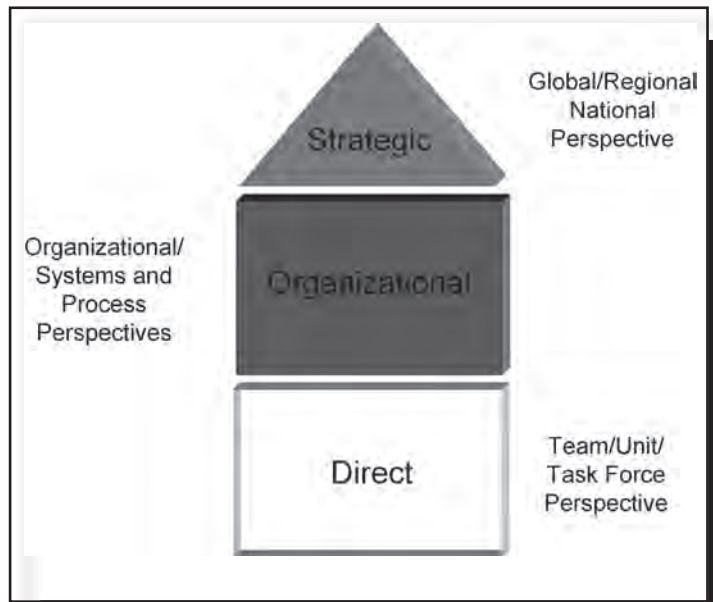 Strategic
Global/Regional
National
Perspective
Organizational/
Systems and
Process
Perspectives
Organizational
Direct
Team/Unit/
Task Force
Perspective